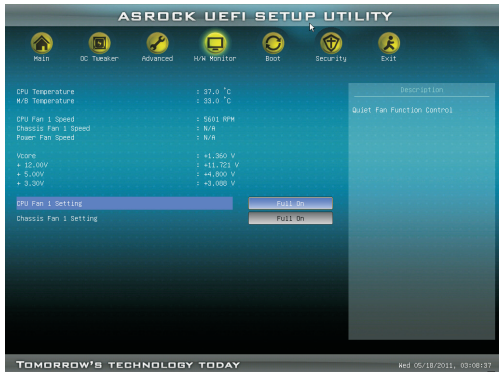 ASROCK UEFI SETUP UTILITY
Main OC Tweaker Advanced H/W Monitor Boot Security Exit
CPU Temperature : 37.0 °C
M/B Temperature : 33.0 °C
CPU Fan 1 Speed : 5601 RPM
Chassis Fan 1 Speed : N/A
Power Fan Speed : N/A
Vcore : +1.360 V
+ 12.00V : +11.721 V
+ 5.00V : +4.800 V
+ 3.30V : +3.088 V
CPU Fan 1 Setting Full On
Chassis Fan 1 Setting Full On
Description
Quiet Fan Function Control
TOMORROW'S TECHNOLOGY TODAY
Wed 05/18/2011, 03:08:37